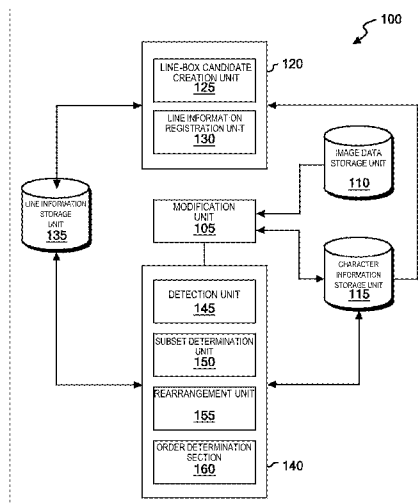 100
LINE-BOX CANDIDATE
CREATION UNIT
125
120
LINE INFORMATION
REGISTRATION UNIT
130
IMAGE DATA
STORAGE UNIT
110
LINE INFORMATION
STORAGE
UNIT
135
MODIFICATION
UNIT
105
CHARACTER
INFORMATION
STORAGE UNIT
115
DETECTION UNIT
145
SUBSET DETERMINATION
UNIT
150
REARRANGEMENT UNIT
155
ORDER DETERMINATION
SECTION
160
140